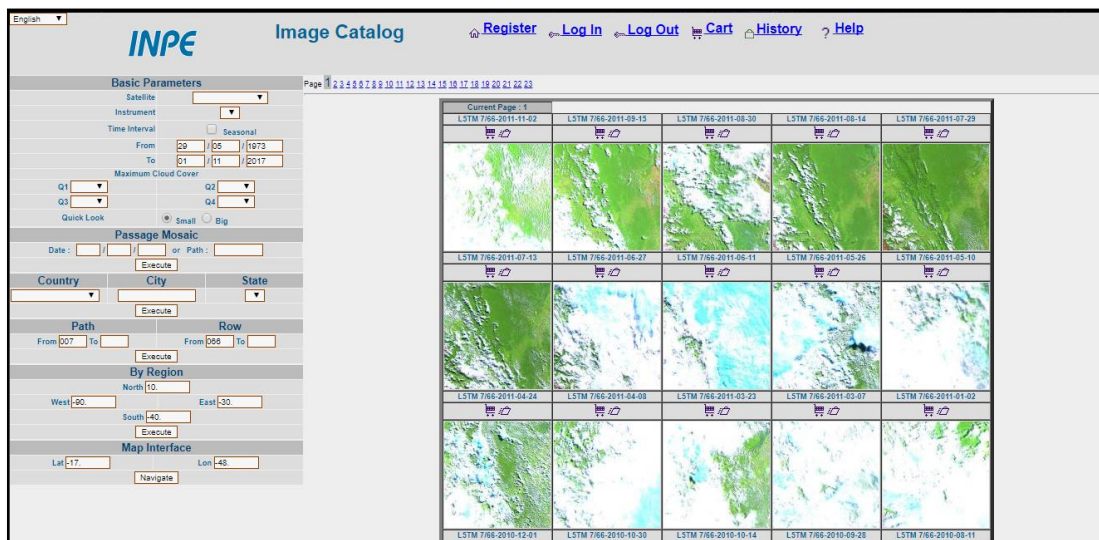 English
INPE
Image Catalog
Register Log In Log Out Cart History ? Help
Basic Parameters
Satellite
Instrument
Time Interval Seasonal
From 29 / 05 / 1973
To 01 / 11 / 2017
Maximum Cloud Cover
Q1 Q2
Q3 Q4
Quick Look Small Big
Passage Mosaic
Date : / / or Path :
Execute
Country City State
Execute
Path Row
From 007 To From 066 To
Execute
By Region
North 10.
West -90. East -30.
South -40.
Execute
Map Interface
Lat -17. Lon -48.
Navigate
Page 1 2 3 4 5 6 7 8 9 10 11 12 13 14 15 16 17 18 19 20 21 22 23
Current Page : 1
L5TM 7/66-2011-11-02 L5TM 7/66-2011-09-15 L5TM 7/66-2011-08-30 L5TM 7/66-2011-08-14 L5TM 7/66-2011-07-29
L5TM 7/66-2011-07-13 L5TM 7/66-2011-06-27 L5TM 7/66-2011-06-11 L5TM 7/66-2011-05-26 L5TM 7/66-2011-05-10
L5TM 7/66-2011-04-24 L5TM 7/66-2011-04-08 L5TM 7/66-2011-03-23 L5TM 7/66-2011-03-07 L5TM 7/66-2011-01-02
L5TM 7/66-2010-12-01 L5TM 7/66-2010-10-30 L5TM 7/66-2010-10-14 L5TM 7/66-2010-09-28 L5TM 7/66-2010-08-11